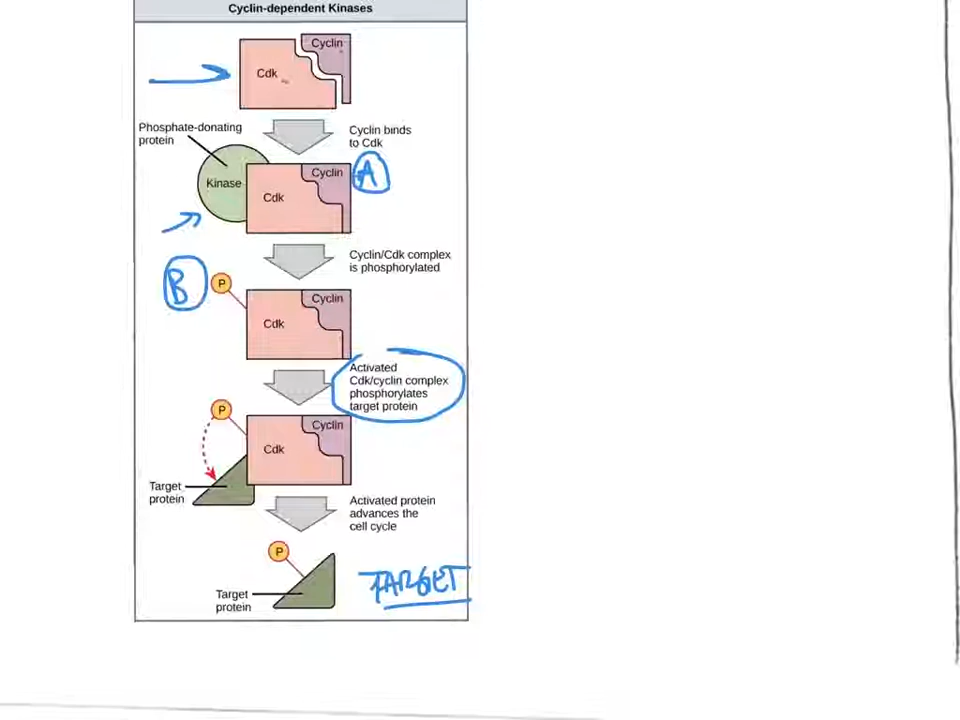 Cyclin-dependent Kinases
Cyclin
Cdk
Cyclin binds
to Cdk
Phosphate-donating
protein
Kinase
Cdk
Cyclin
A
Cyclin/Cdk complex
is phosphorylated
B
P
Cdk
Cyclin
Activated
Cdk/cyclin complex
phosphorylates
target protein
P
Cdk
Cyclin
Target
protein
Activated protein
advances the
cell cycle
P
Target
protein
TARGET